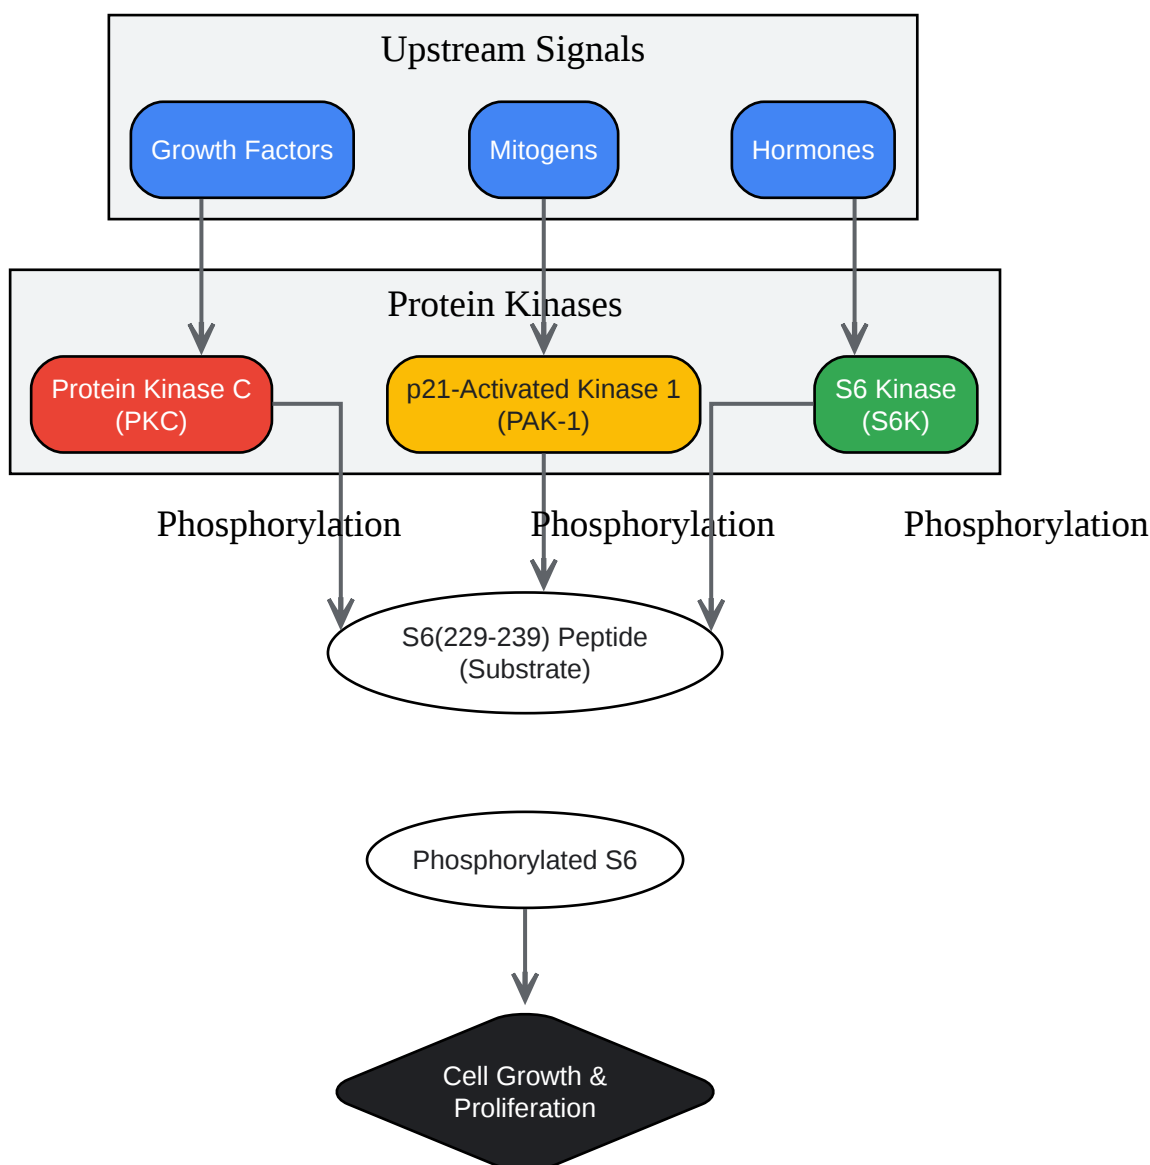 Upstream Signals
Growth Factors
Mitogens
Hormones
Protein Kinases
Protein Kinase C
(PKC)
p21-Activated Kinase 1
(PAK-1)
S6 Kinase
(S6K)
Phosphorylation
Phosphorylation
Phosphorylation
S6(229-239) Peptide
(Substrate)
Phosphorylated S6
Cell Growth &
Proliferation